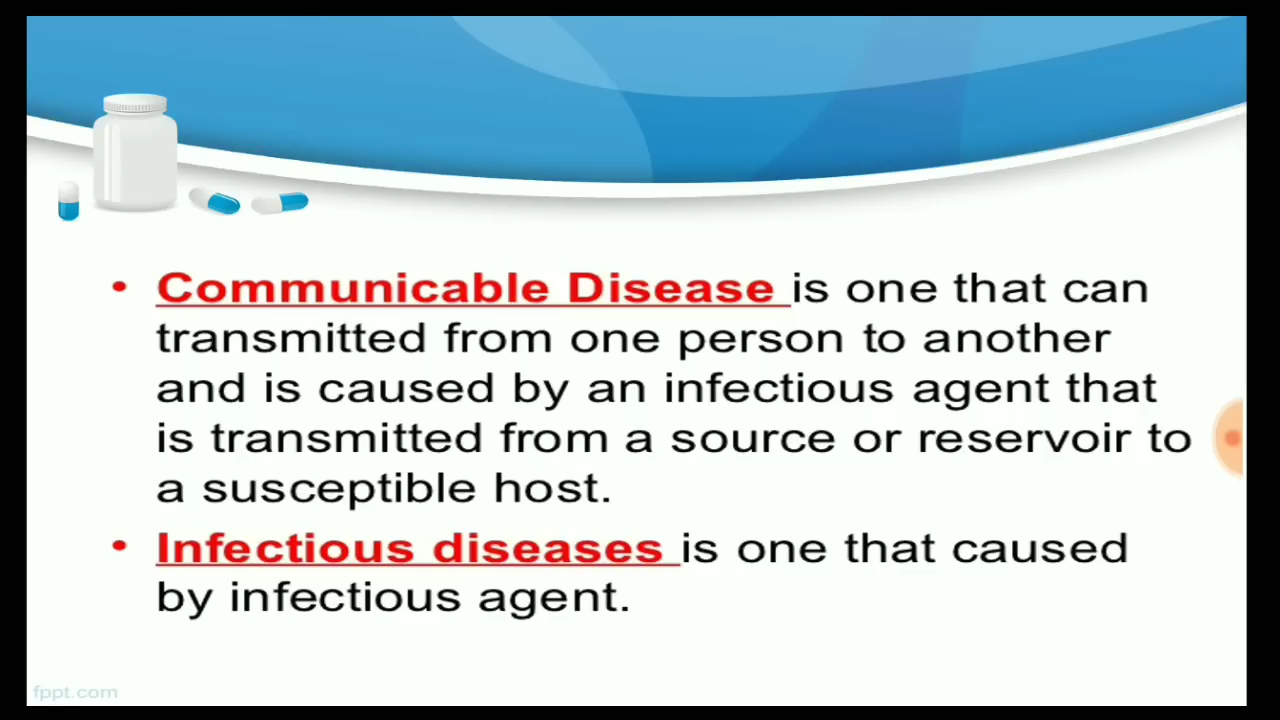 • Communicable Disease is one that can
transmitted from one person to another
and is caused by an infectious agent that
is transmitted from a source or reservoir to
a susceptible host.
• Infectious diseases is one that caused
by infectious agent.
fppt.com